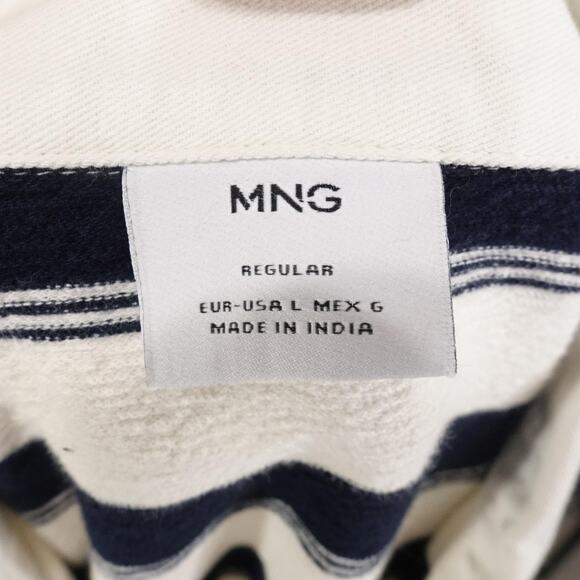 MNG
REGULAR
EUR-USA L MEX G
MADE IN INDIA